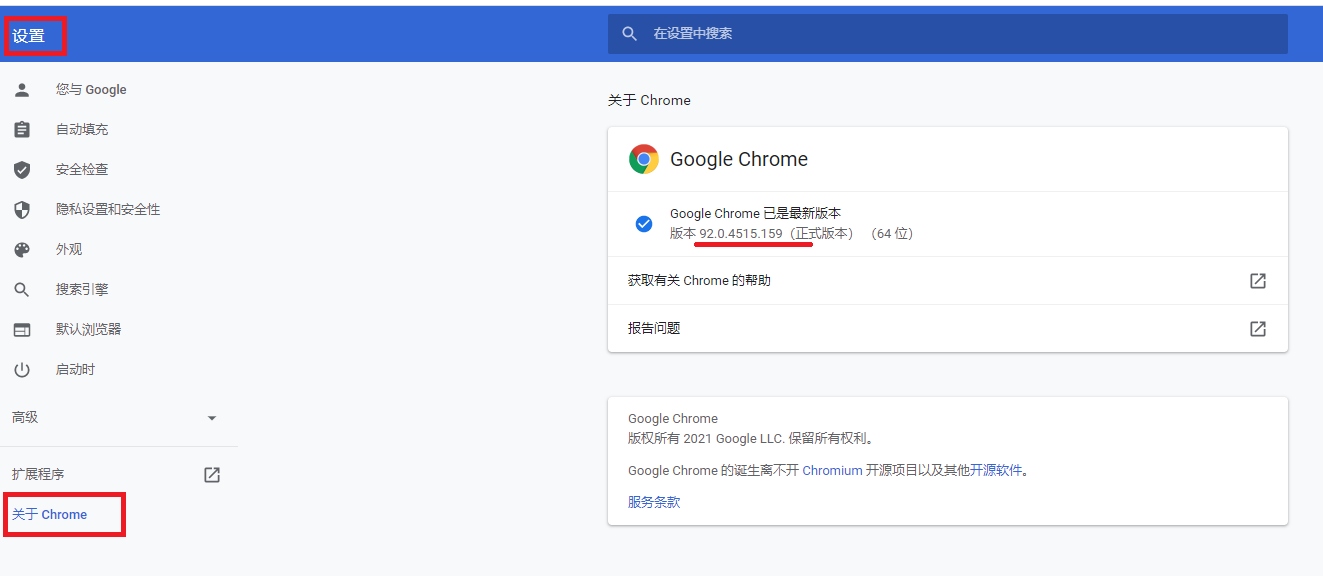 设置
在设置中搜索
您与 Google
自动填充
安全检查
隐私设置和安全性
外观
搜索引擎
默认浏览器
启动时
高级
扩展程序
关于 Chrome
关于 Chrome
Google Chrome
Google Chrome 已是最新版本
版本 92.0.4515.159（正式版本） （64 位）
获取有关 Chrome 的帮助
报告问题
Google Chrome
版权所有 2021 Google LLC. 保留所有权利。
Google Chrome 的诞生离不开 Chromium 开源项目以及其他开源软件。
服务条款